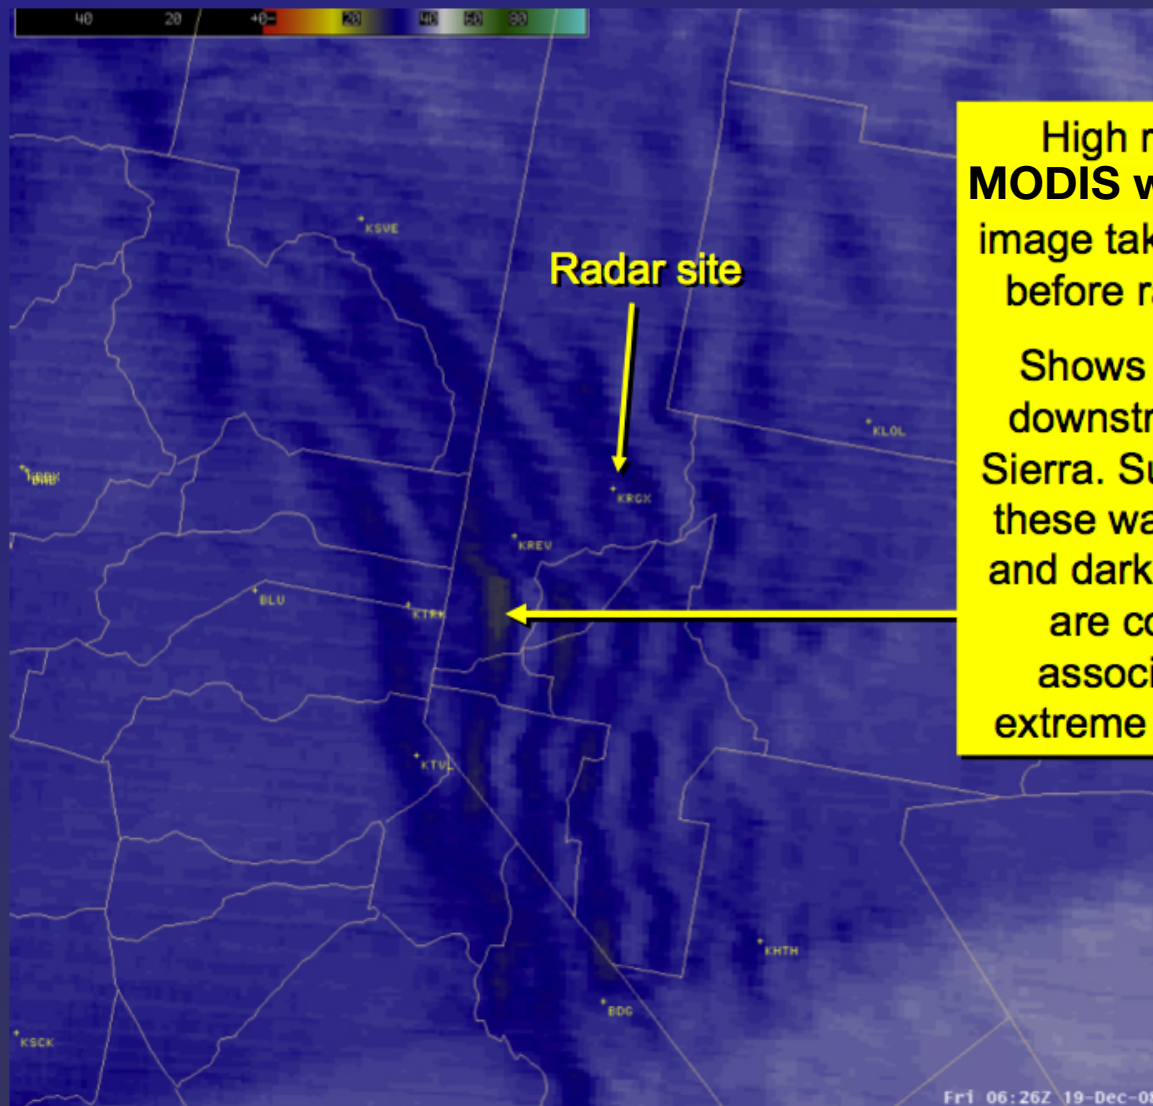 40 20 +0- 20 40 60 80
High r
MODIS w
image tak
before ra
Shows
downstr
Sierra. Su
these wa
and dark
are co
associ
extreme
Radar site
KSVE
KLOL
KRGX
KREV
BLU
KTRK
KTVL
KHTH
BDG
KSCK
Fri 06:26Z 19-Dec-08